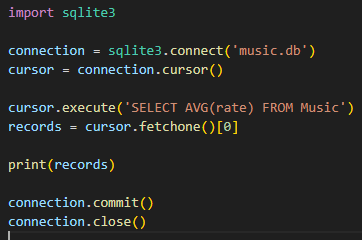 import sqlite3
connection = sqlite3.connect('music.db')
cursor = connection.cursor()
cursor.execute('SELECT AVG(rate) FROM Music')
records = cursor.fetchone()[0]
print(records)
connection.commit()
connection.close()